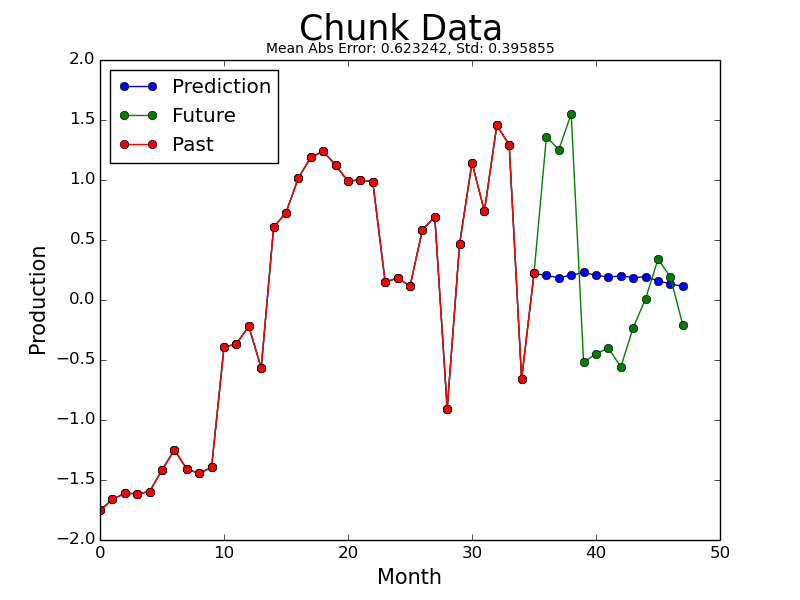 Chunk Data
Mean Abs Error: 0.623242, Std: 0.395855
Prediction
Future
Past
2.0
1.5
1.0
0.5
0.0
−0.5
−1.0
−1.5
−2.0
Production
0 10 20 30 40 50
Month